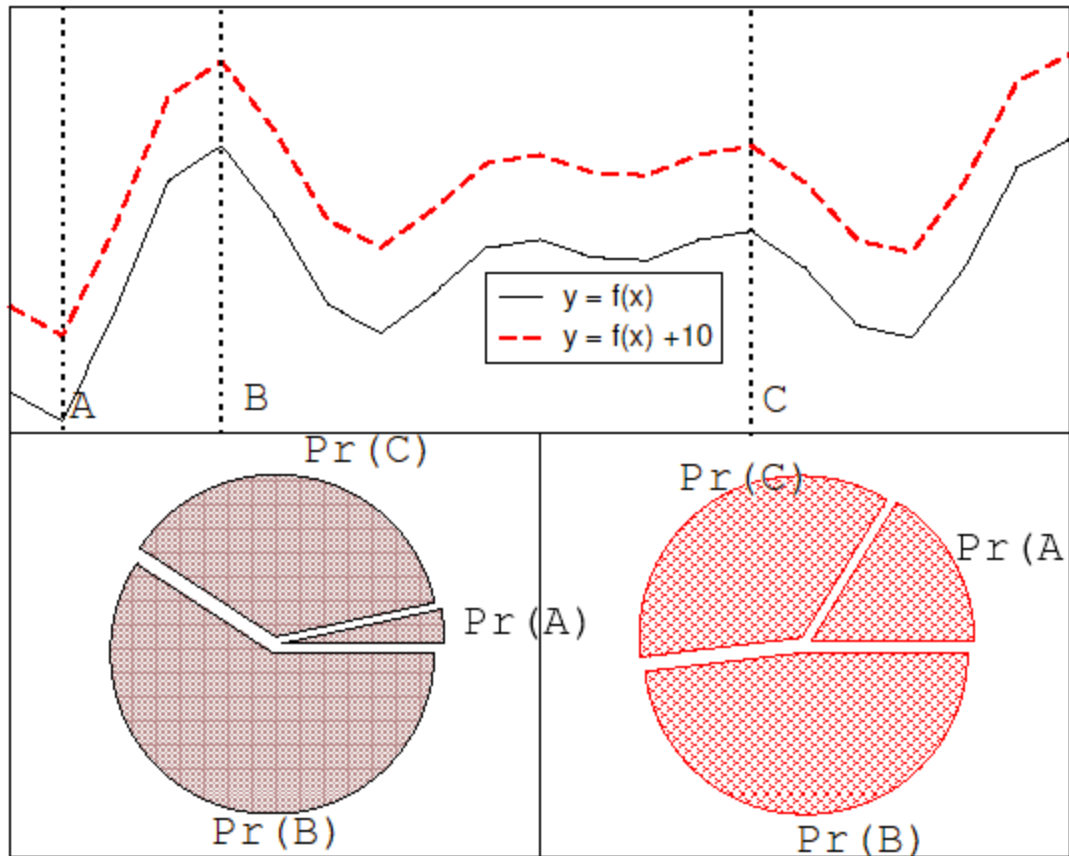 y = f(x)
y = f(x) +10
A
B
C
Pr(C)
Pr(A)
Pr(B)
Pr(C)
Pr(A
Pr(B)